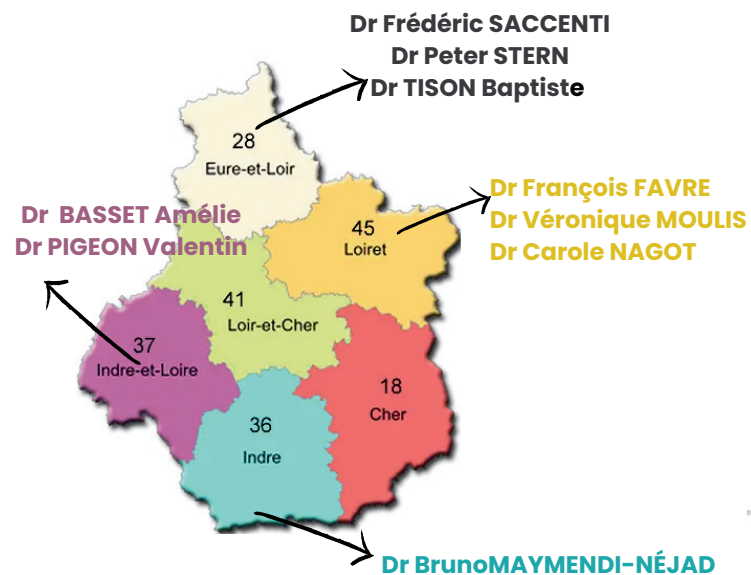 Dr Frédéric SACCENTI
Dr Peter STERN
Dr TISON Baptiste
28
Eure-et-Loir
Dr François FAVRE
Dr Véronique MOULIS
Dr Carole NAGOT
Dr BASSET Amélie
Dr PIGEON Valentin
45
Loiret
41
Loir-et-Cher
37
Indre-et-Loire
18
Cher
36
Indre
Dr BrunoMAYMENDI-NÉJAD